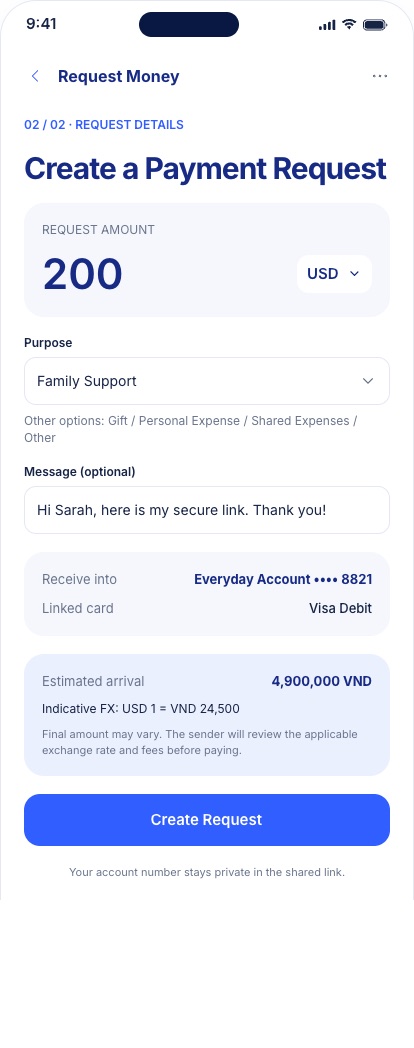 9:41
Request Money
02 / 02 · REQUEST DETAILS
Create a Payment Request
REQUEST AMOUNT
200
USD
Purpose
Family Support
Other options: Gift / Personal Expense / Shared Expenses /
Other
Message (optional)
Hi Sarah, here is my secure link. Thank you!
Receive into Everyday Account •••• 8821
Linked card Visa Debit
Estimated arrival 4,900,000 VND
Indicative FX: USD 1 = VND 24,500
Final amount may vary. The sender will review the applicable
exchange rate and fees before paying.
Create Request
Your account number stays private in the shared link.